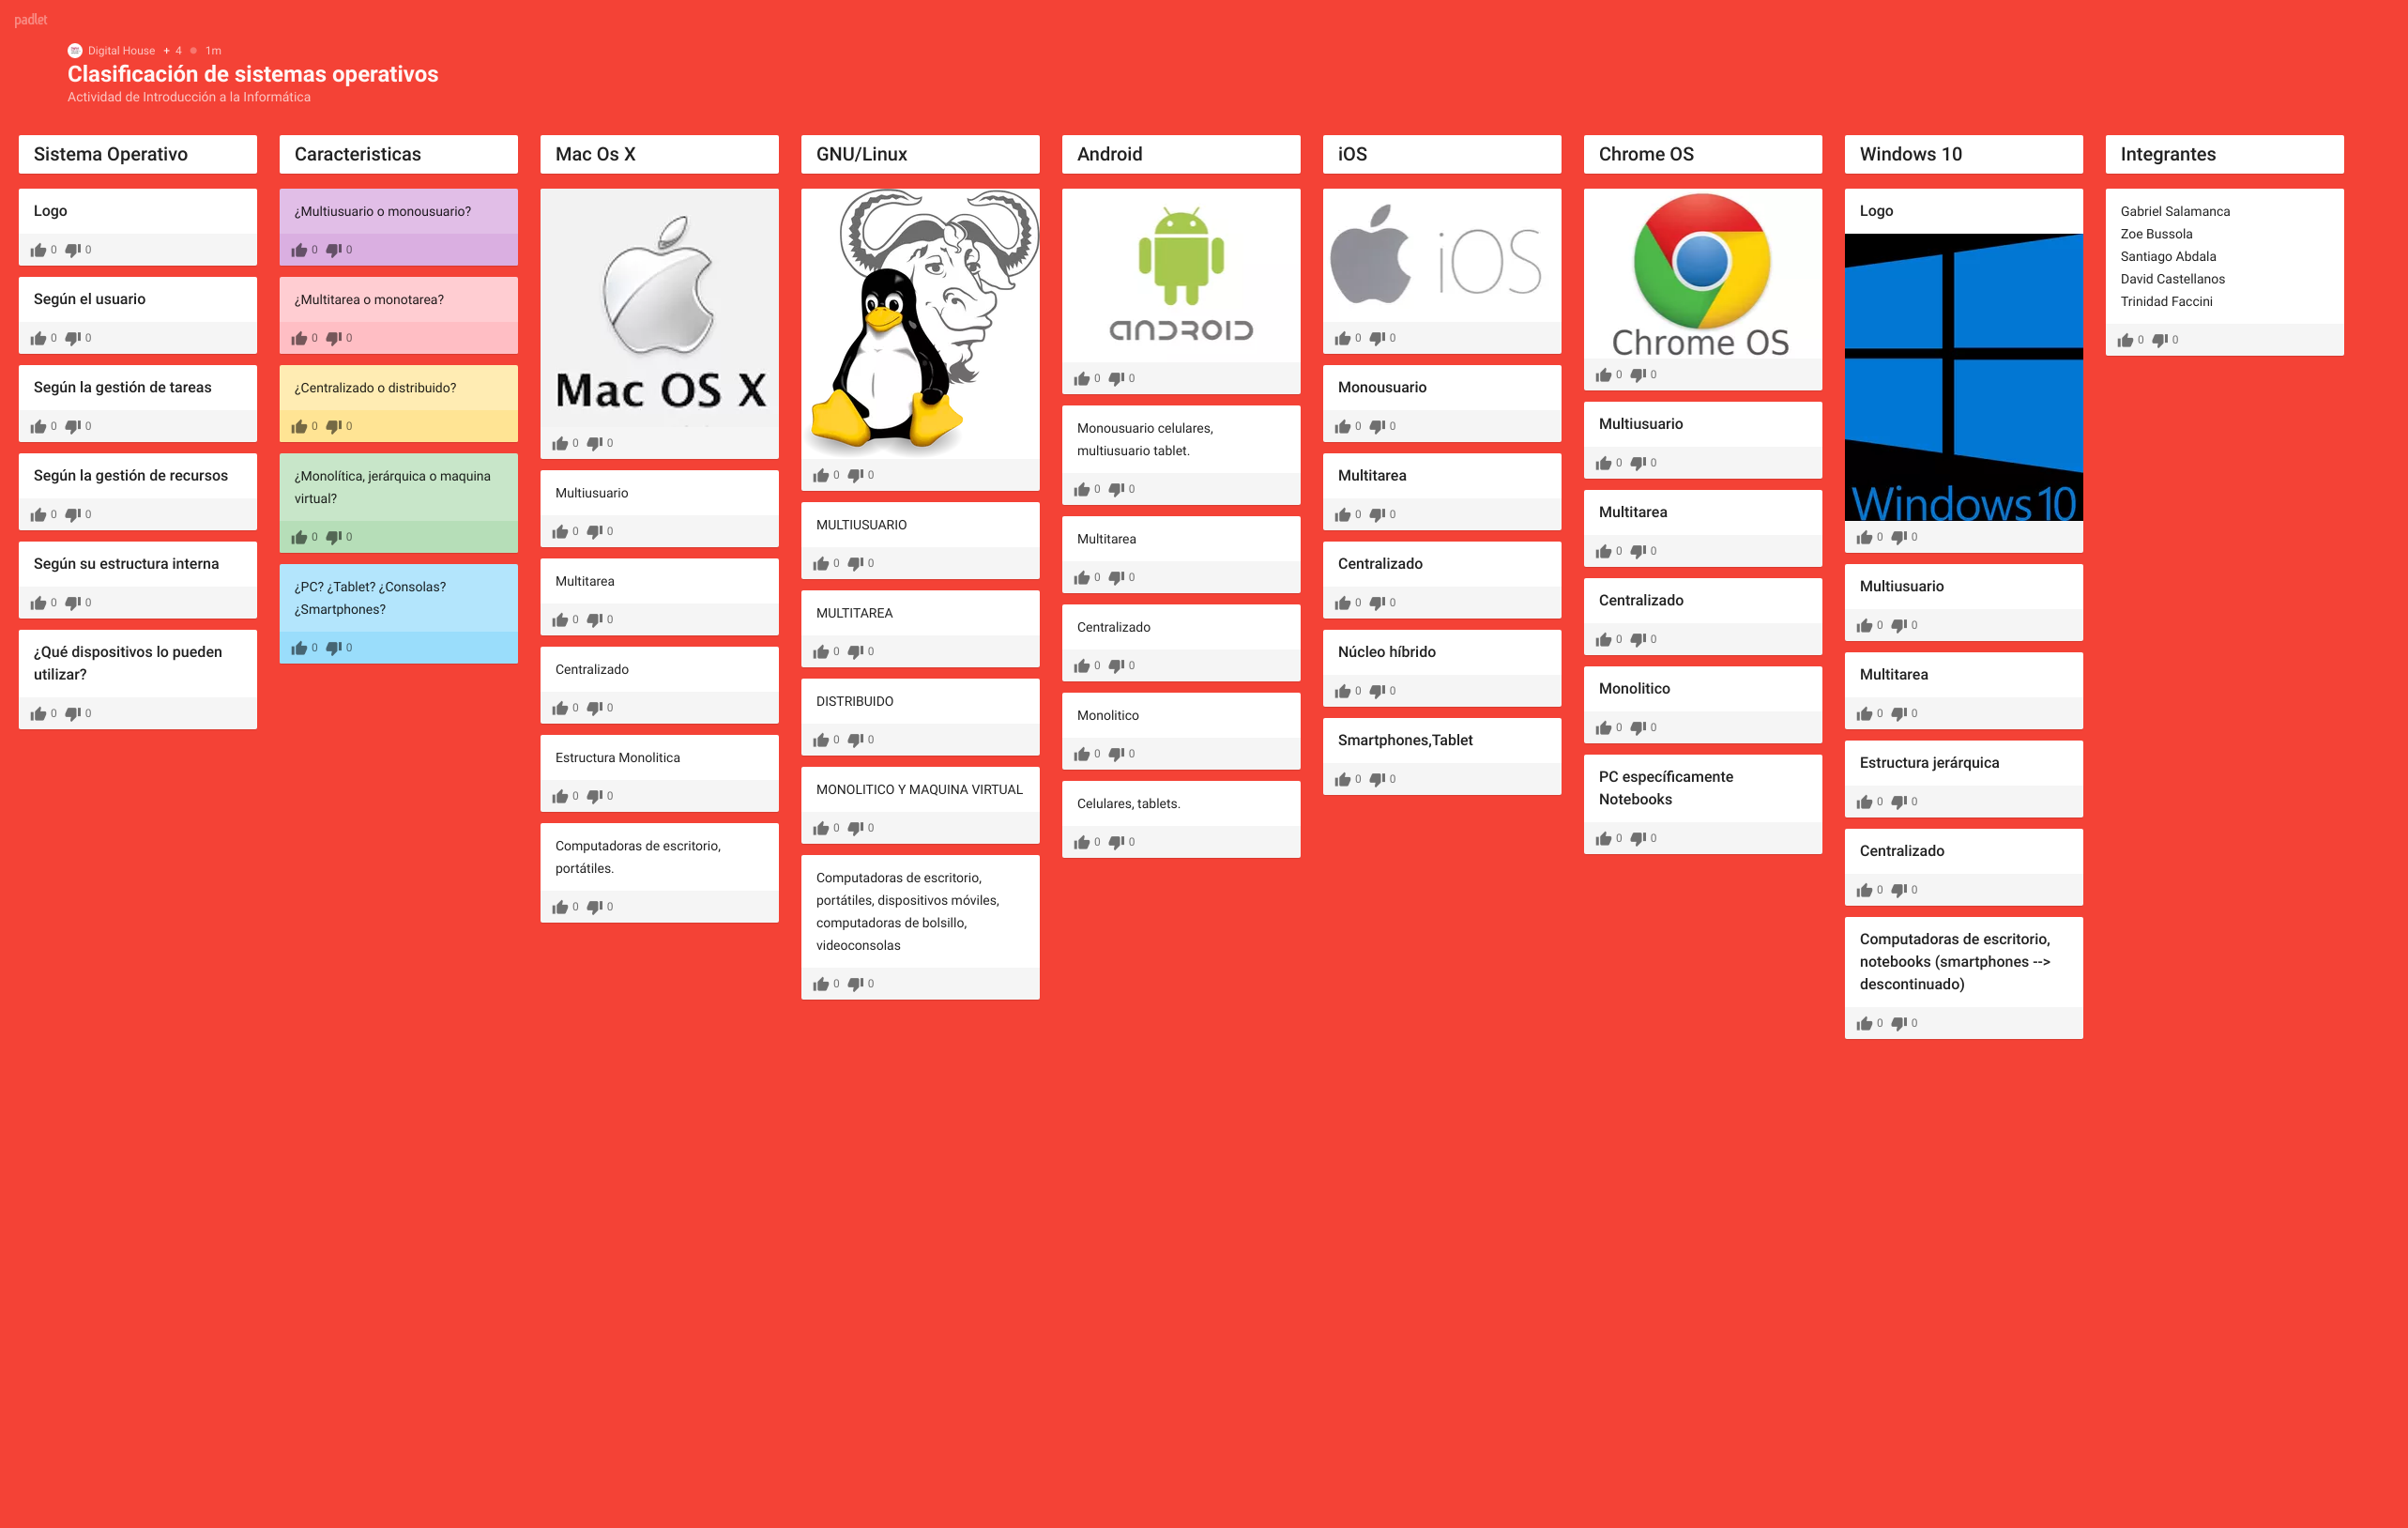 padlet
Digital House + 4 1m
Clasificación de sistemas operativos
Actividad de Introducción a la Informática
Sistema Operativo
Logo
0 0
Según el usuario
0 0
Según la gestión de tareas
0 0
Según la gestión de recursos
0 0
Según su estructura interna
0 0
¿Qué dispositivos lo pueden
utilizar?
0 0
Caracteristicas
¿Multiusuario o monousuario?
0 0
¿Multitarea o monotarea?
0 0
¿Centralizado o distribuido?
0 0
¿Monolítica, jerárquica o maquina
virtual?
0 0
¿PC? ¿Tablet? ¿Consolas?
¿Smartphones?
0 0
Mac Os X
Mac OS X
0 0
Multiusuario
0 0
Multitarea
0 0
Centralizado
0 0
Estructura Monolitica
0 0
Computadoras de escritorio,
portátiles.
0 0
GNU/Linux
0 0
MULTIUSUARIO
0 0
MULTITAREA
0 0
DISTRIBUIDO
0 0
MONOLITICO Y MAQUINA VIRTUAL
0 0
Computadoras de escritorio,
portátiles, dispositivos móviles,
computadoras de bolsillo,
videoconsolas
0 0
Android
ANDROID
0 0
Monousuario celulares,
multiusuario tablet.
0 0
Multitarea
0 0
Centralizado
0 0
Monolitico
0 0
Celulares, tablets.
0 0
iOS
iOS
0 0
Monousuario
0 0
Multitarea
0 0
Centralizado
0 0
Núcleo híbrido
0 0
Smartphones,Tablet
0 0
Chrome OS
Chrome OS
0 0
Multiusuario
0 0
Multitarea
0 0
Centralizado
0 0
Monolitico
0 0
PC específicamente
Notebooks
0 0
Windows 10
Logo
Windows 10
0 0
Multiusuario
0 0
Multitarea
0 0
Estructura jerárquica
0 0
Centralizado
0 0
Computadoras de escritorio,
notebooks (smartphones -->
descontinuado)
0 0
Integrantes
Gabriel Salamanca
Zoe Bussola
Santiago Abdala
David Castellanos
Trinidad Faccini
0 0